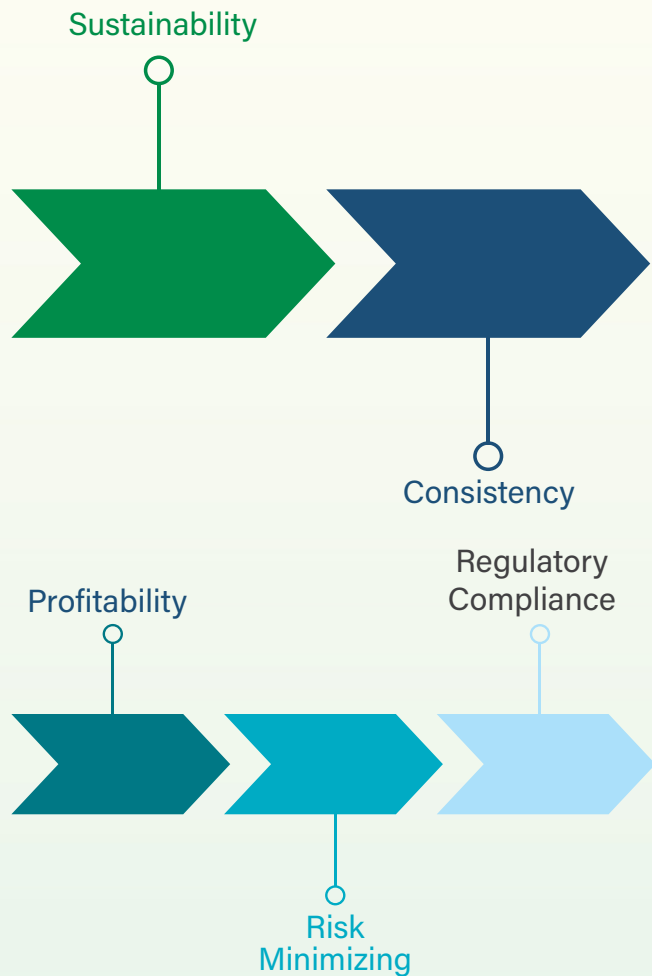 Sustainability
Consistency
Profitability
Regulatory
Compliance
Risk
Minimizing